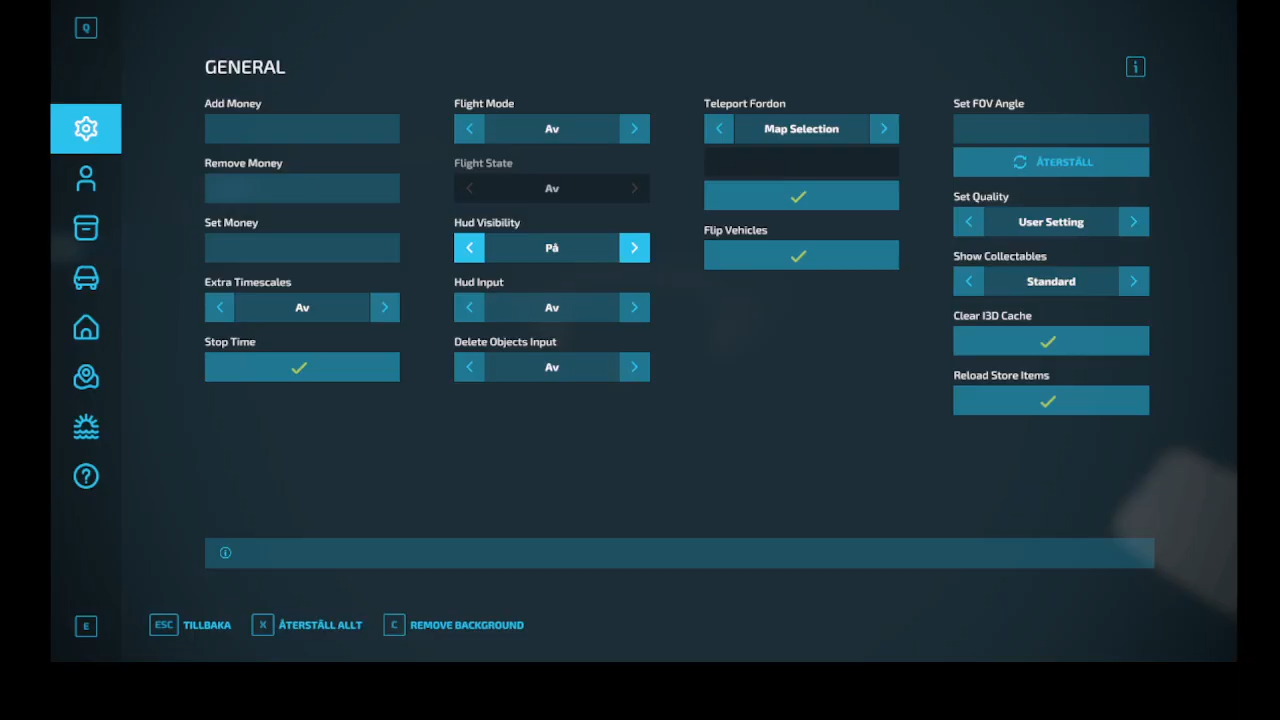 Q
GENERAL
Add Money
Remove Money
Set Money
Extra Timescales
Av
Stop Time
Flight Mode
Av
Flight State
Av
Hud Visibility
På
Hud Input
Av
Delete Objects Input
Av
Teleport Fordon
Map Selection
Flip Vehicles
Set FOV Angle
ÅTERSTÄLL
Set Quality
User Setting
Show Collectables
Standard
Clear I3D Cache
Reload Store Items
E
ESC TILLBAKA X ÅTERSTÄLL ALLT C REMOVE BACKGROUND